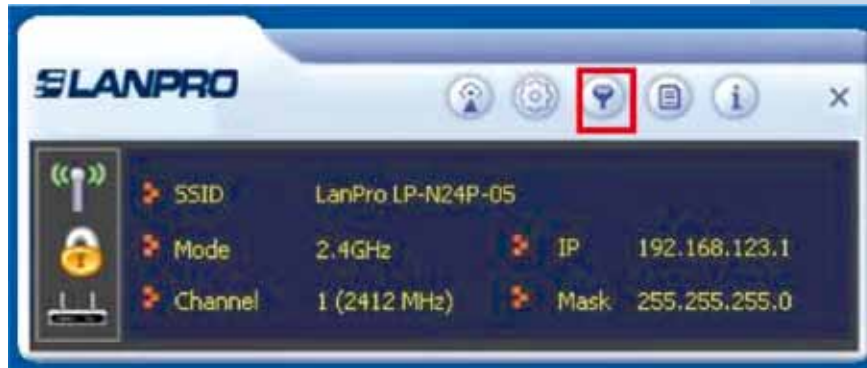 LANPRO
SSID LanPro LP-N24P-05
Mode 2.4GHz IP 192.168.123.1
Channel 1 (2412 MHz) Mask 255.255.255.0